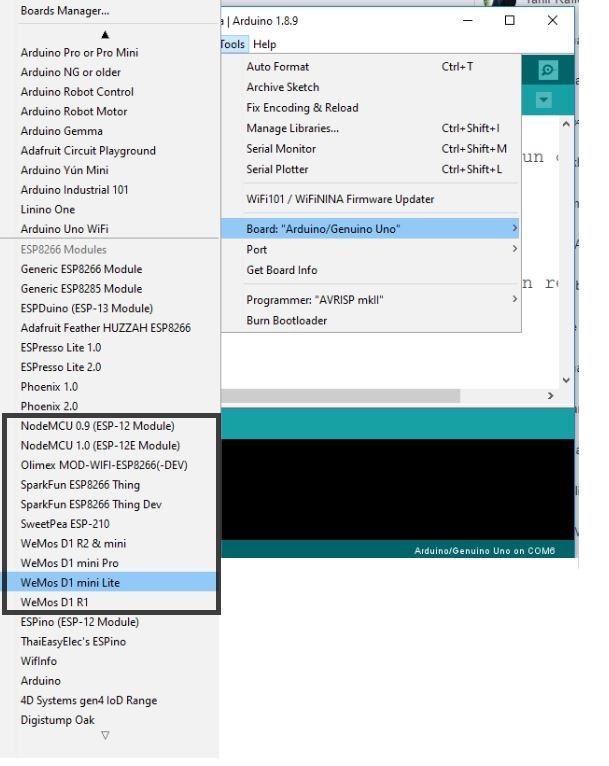 Boards Manager...
Arduino Pro or Pro Mini
Arduino NG or older
Arduino Robot Control
Arduino Robot Motor
Arduino Gemma
Adafruit Circuit Playground
Arduino Yún Mini
Arduino Industrial 101
Linino One
Arduino Uno WiFi
ESP8266 Modules
Generic ESP8266 Module
Generic ESP8285 Module
ESPDuino (ESP-13 Module)
Adafruit Feather HUZZAH ESP8266
ESPresso Lite 1.0
ESPresso Lite 2.0
Phoenix 1.0
Phoenix 2.0
NodeMCU 0.9 (ESP-12 Module)
NodeMCU 1.0 (ESP-12E Module)
Olimex MOD-WIFI-ESP8266(-DEV)
SparkFun ESP8266 Thing
SparkFun ESP8266 Thing Dev
SweetPea ESP-210
WeMos D1 R2 & mini
WeMos D1 mini Pro
WeMos D1 mini Lite
WeMos D1 R1
ESPino (ESP-12 Module)
ThaiEasyElec's ESPino
WifInfo
Arduino
4D Systems gen4 IoD Range
Digistump Oak
| Arduino 1.8.9
Tools Help
Auto Format Ctrl+T
Archive Sketch
Fix Encoding & Reload
Manage Libraries... Ctrl+Shift+I
Serial Monitor Ctrl+Shift+M
Serial Plotter Ctrl+Shift+L
WiFi101 / WiFiNINA Firmware Updater
Board: "Arduino/Genuino Uno"
Port
Get Board Info
Programmer: "AVRISP mkII"
Burn Bootloader
un
n re
Arduino/Genuino Uno on COM6